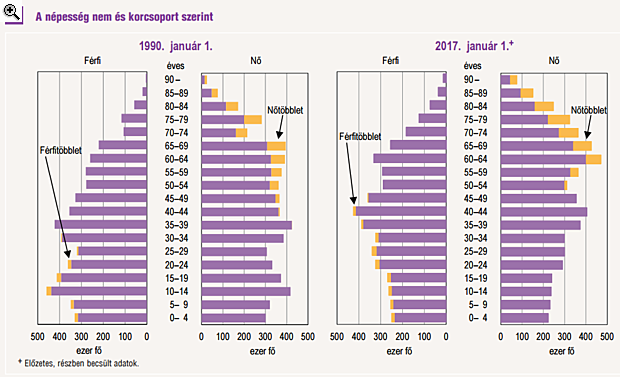 A népesség nem és korcsoport szerint
1990. január 1.
Férfi
éves
Nő
90 –
85–89
80–84
75–79
70–74
65–69
60–64
55–59
50–54
45–49
40–44
35–39
30–34
25–29
20–24
15–19
10–14
5– 9
0– 4
Férfitöbblet
Nőtöbblet
500 400 300 200 100 0
0 100 200 300 400 500
ezer fő
ezer fő
2017. január 1.+
Férfi
éves
Nő
90 –
85–89
80–84
75–79
70–74
65–69
60–64
55–59
50–54
45–49
40–44
35–39
30–34
25–29
20–24
15–19
10–14
5– 9
0– 4
Férfitöbblet
Nőtöbblet
500 400 300 200 100 0
0 100 200 300 400 500
ezer fő
ezer fő
+ Előzetes, részben becsült adatok.